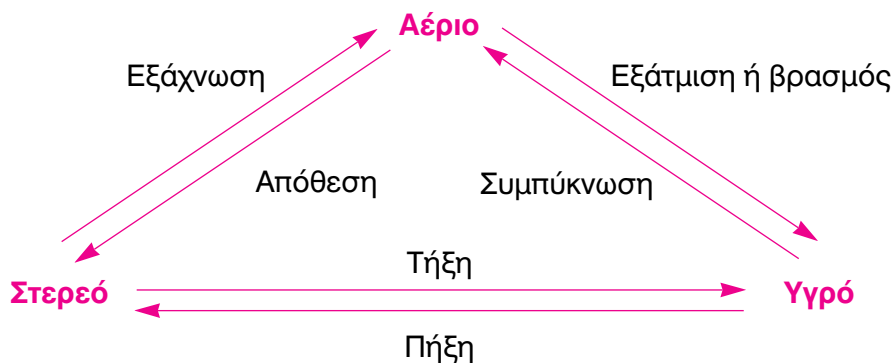 Αέριο
Εξάχνωση
Εξάτμιση ή βρασμός
Απόθεση
Συμπύκνωση
Τήξη
Στερεό
Υγρό
Πήξη